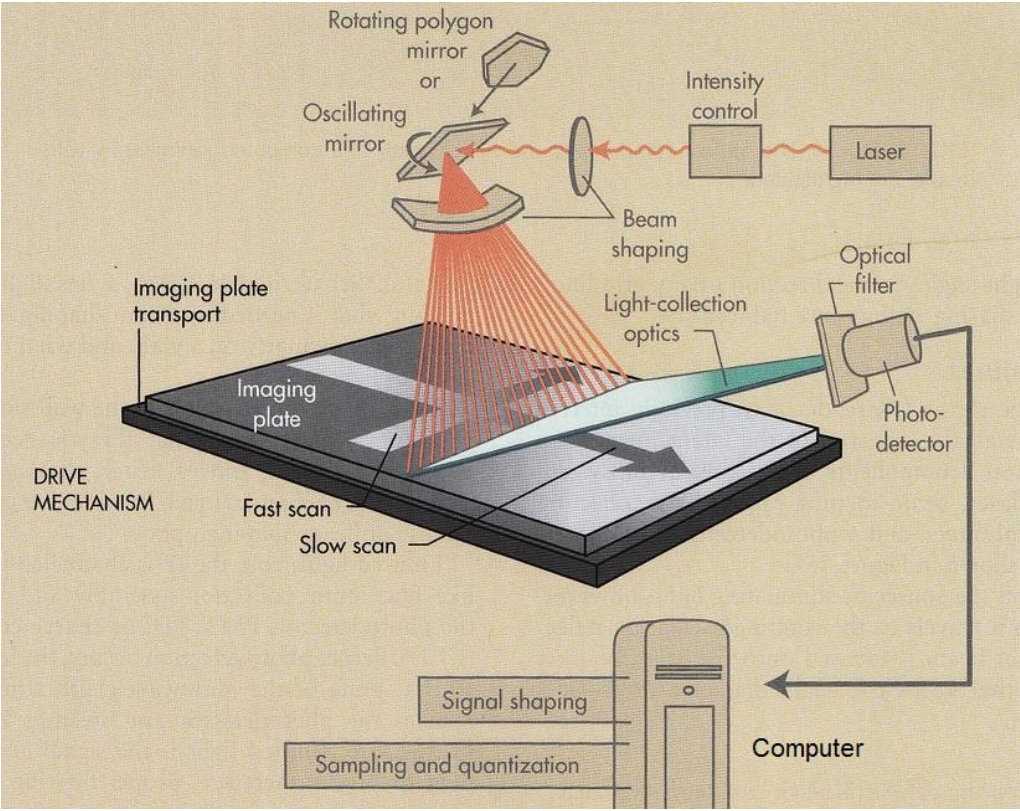 Rotating polygon
mirror
or
Oscillating
mirror
Intensity
control
Laser
Beam
shaping
Optical
filter
Imaging plate
transport
Light-collection
optics
Imaging
plate
Photo-
detector
DRIVE
MECHANISM
Fast scan
Slow scan
Signal shaping
Computer
Sampling and quantization